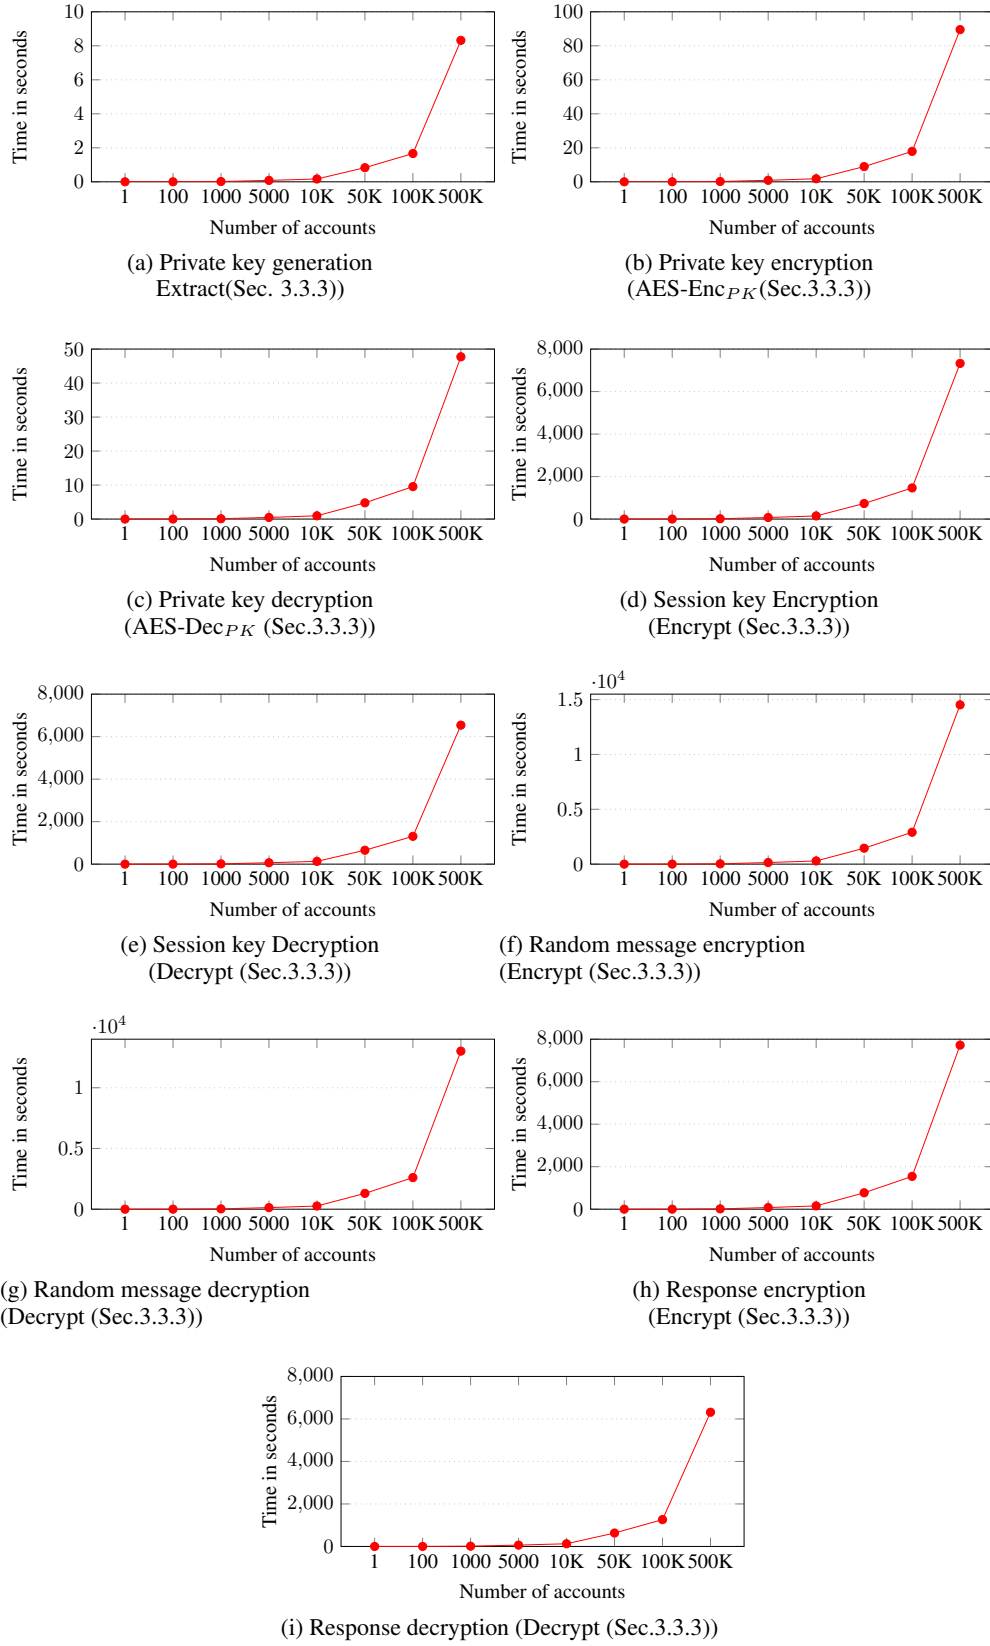 10
8
6
4
2
0
Time in seconds
1 100 1000 5000 10K 50K 100K 500K
Number of accounts
(a) Private key generation
Extract(Sec. 3.3.3))
100
80
60
40
20
0
Time in seconds
1 100 1000 5000 10K 50K 100K 500K
Number of accounts
(b) Private key encryption
(AES-Enc_PK(Sec.3.3.3))
50
40
30
20
10
0
Time in seconds
1 100 1000 5000 10K 50K 100K 500K
Number of accounts
(c) Private key decryption
(AES-Dec_PK (Sec.3.3.3))
8,000
6,000
4,000
2,000
0
Time in seconds
1 100 1000 5000 10K 50K 100K 500K
Number of accounts
(d) Session key Encryption
(Encrypt (Sec.3.3.3))
8,000
6,000
4,000
2,000
0
Time in seconds
1 100 1000 5000 10K 50K 100K 500K
Number of accounts
(e) Session key Decryption
(Decrypt (Sec.3.3.3))
·10⁴
1.5
1
0.5
0
Time in seconds
1 100 1000 5000 10K 50K 100K 500K
Number of accounts
(f) Random message encryption
(Encrypt (Sec.3.3.3))
·10⁴
1
0.5
0
Time in seconds
1 100 1000 5000 10K 50K 100K 500K
Number of accounts
(g) Random message decryption
(Decrypt (Sec.3.3.3))
8,000
6,000
4,000
2,000
0
Time in seconds
1 100 1000 5000 10K 50K 100K 500K
Number of accounts
(h) Response encryption
(Encrypt (Sec.3.3.3))
8,000
6,000
4,000
2,000
0
Time in seconds
1 100 1000 5000 10K 50K 100K 500K
Number of accounts
(i) Response decryption (Decrypt (Sec.3.3.3))